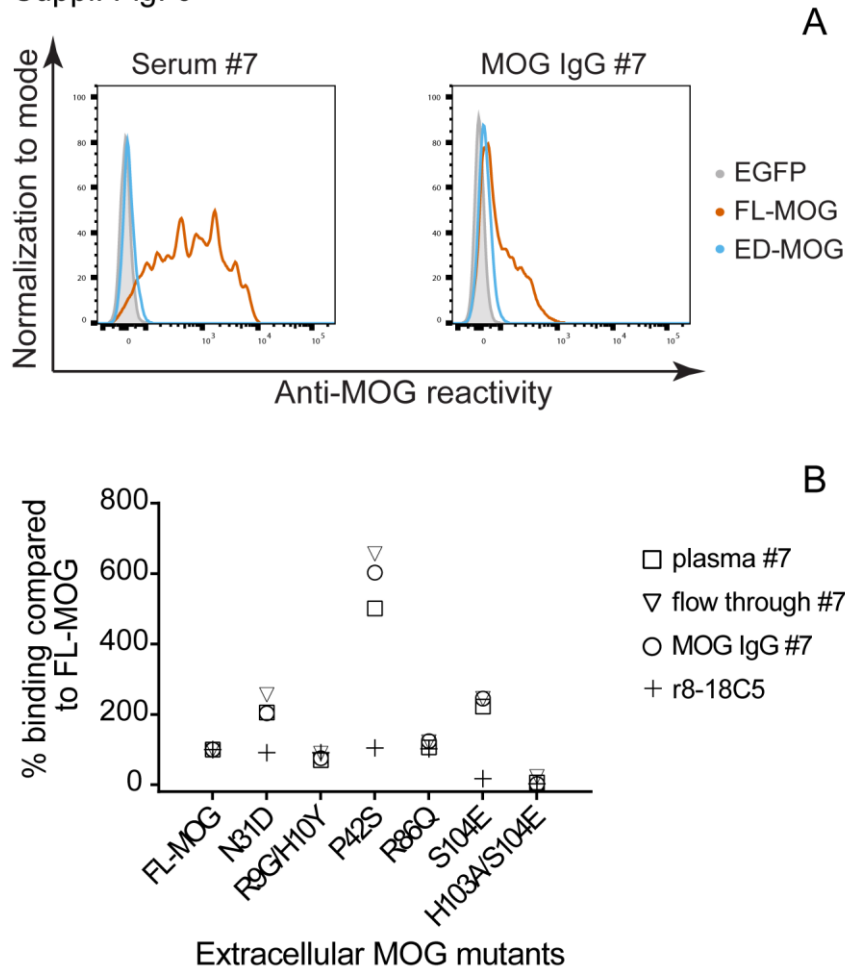 A
Serum #7
MOG IgG #7
Normalization to mode
100
80
60
40
20
0
0
10³
10⁴
10⁵
100
80
60
40
20
0
0
10³
10⁴
10⁵
EGFP
FL-MOG
ED-MOG
Anti-MOG reactivity
B
% binding compared
to FL-MOG
800
600
400
200
0
plasma #7
flow through #7
MOG IgG #7
r8-18C5
FL-MOG
N31D
R9G/H10Y
P42S
R86Q
S104E
H103A/S104E
Extracellular MOG mutants